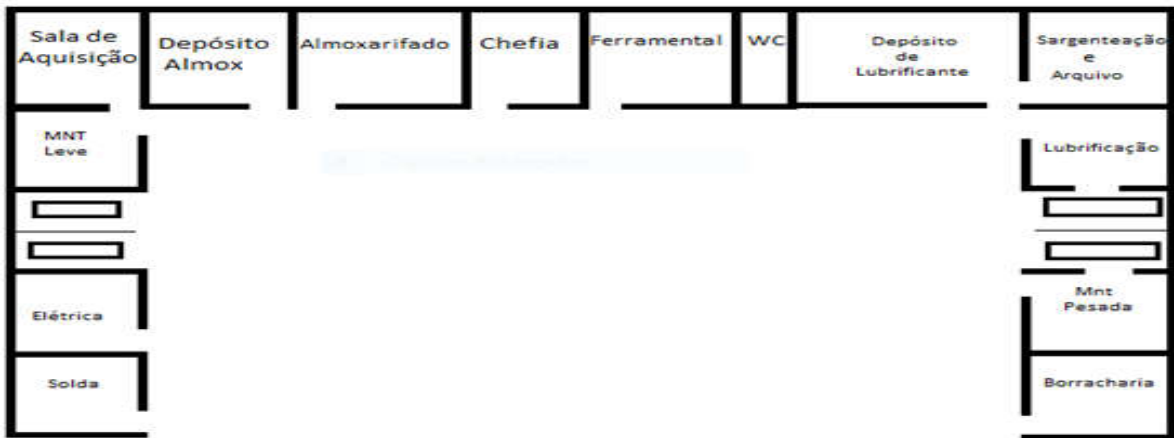 Sala de
Aquisição
Depósito
Almox
Almoxarifado
Chefia
Ferramental
WC
Depósito
de
Lubrificante
Sargenteação
e
Arquivo
MNT
Leve
Lubrificação
Elétrica
Mnt
Pesada
Solda
Borracharia